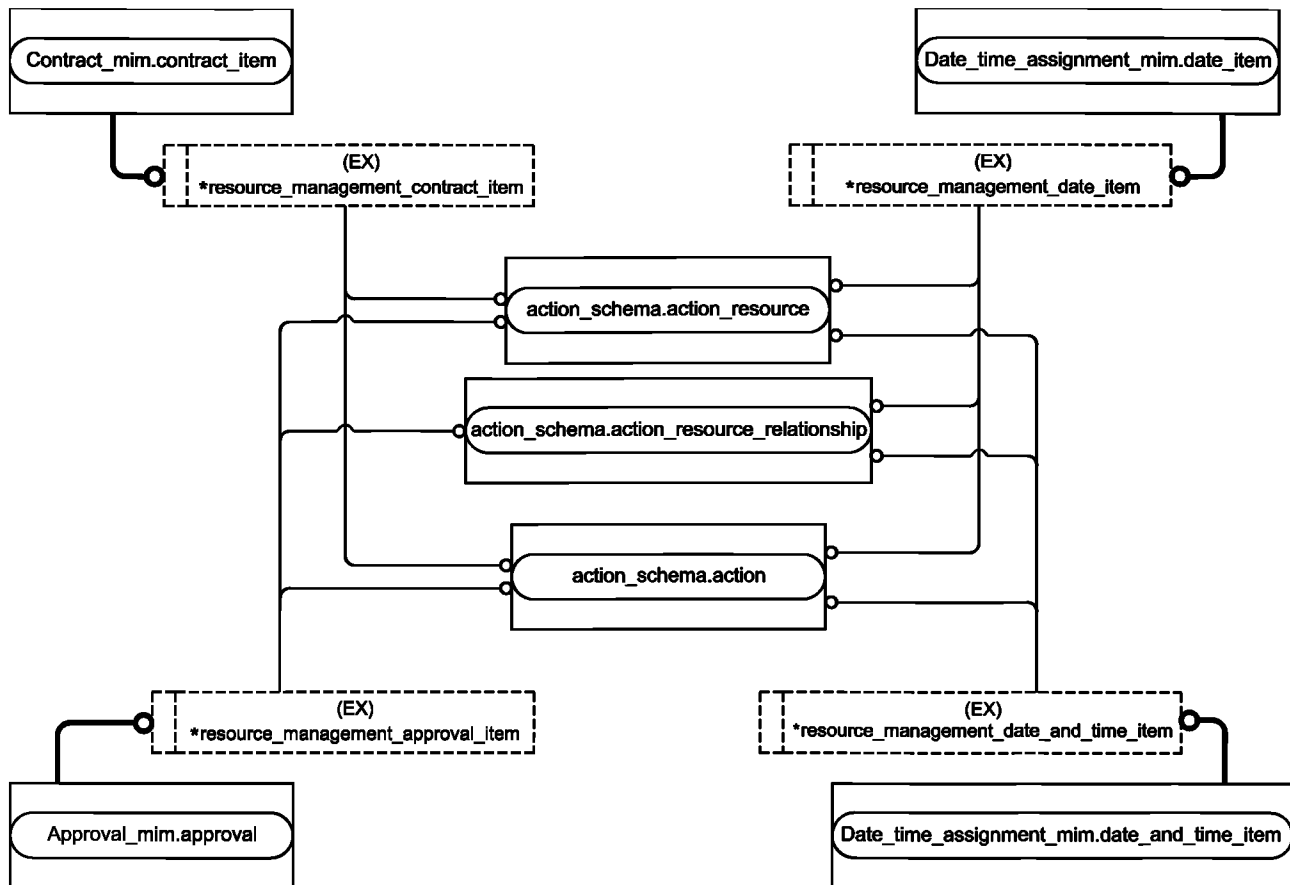 Contract_mim.contract_item
Date_time_assignment_mim.date_item
(EX)
*resource_management_contract_item
(EX)
*resource_management_date_item
action_schema.action_resource
action_schema.action_resource_relationship
action_schema.action
(EX)
*resource_management_approval_item
(EX)
*resource_management_date_and_time_item
Approval_mim.approval
Date_time_assignment_mim.date_and_time_item